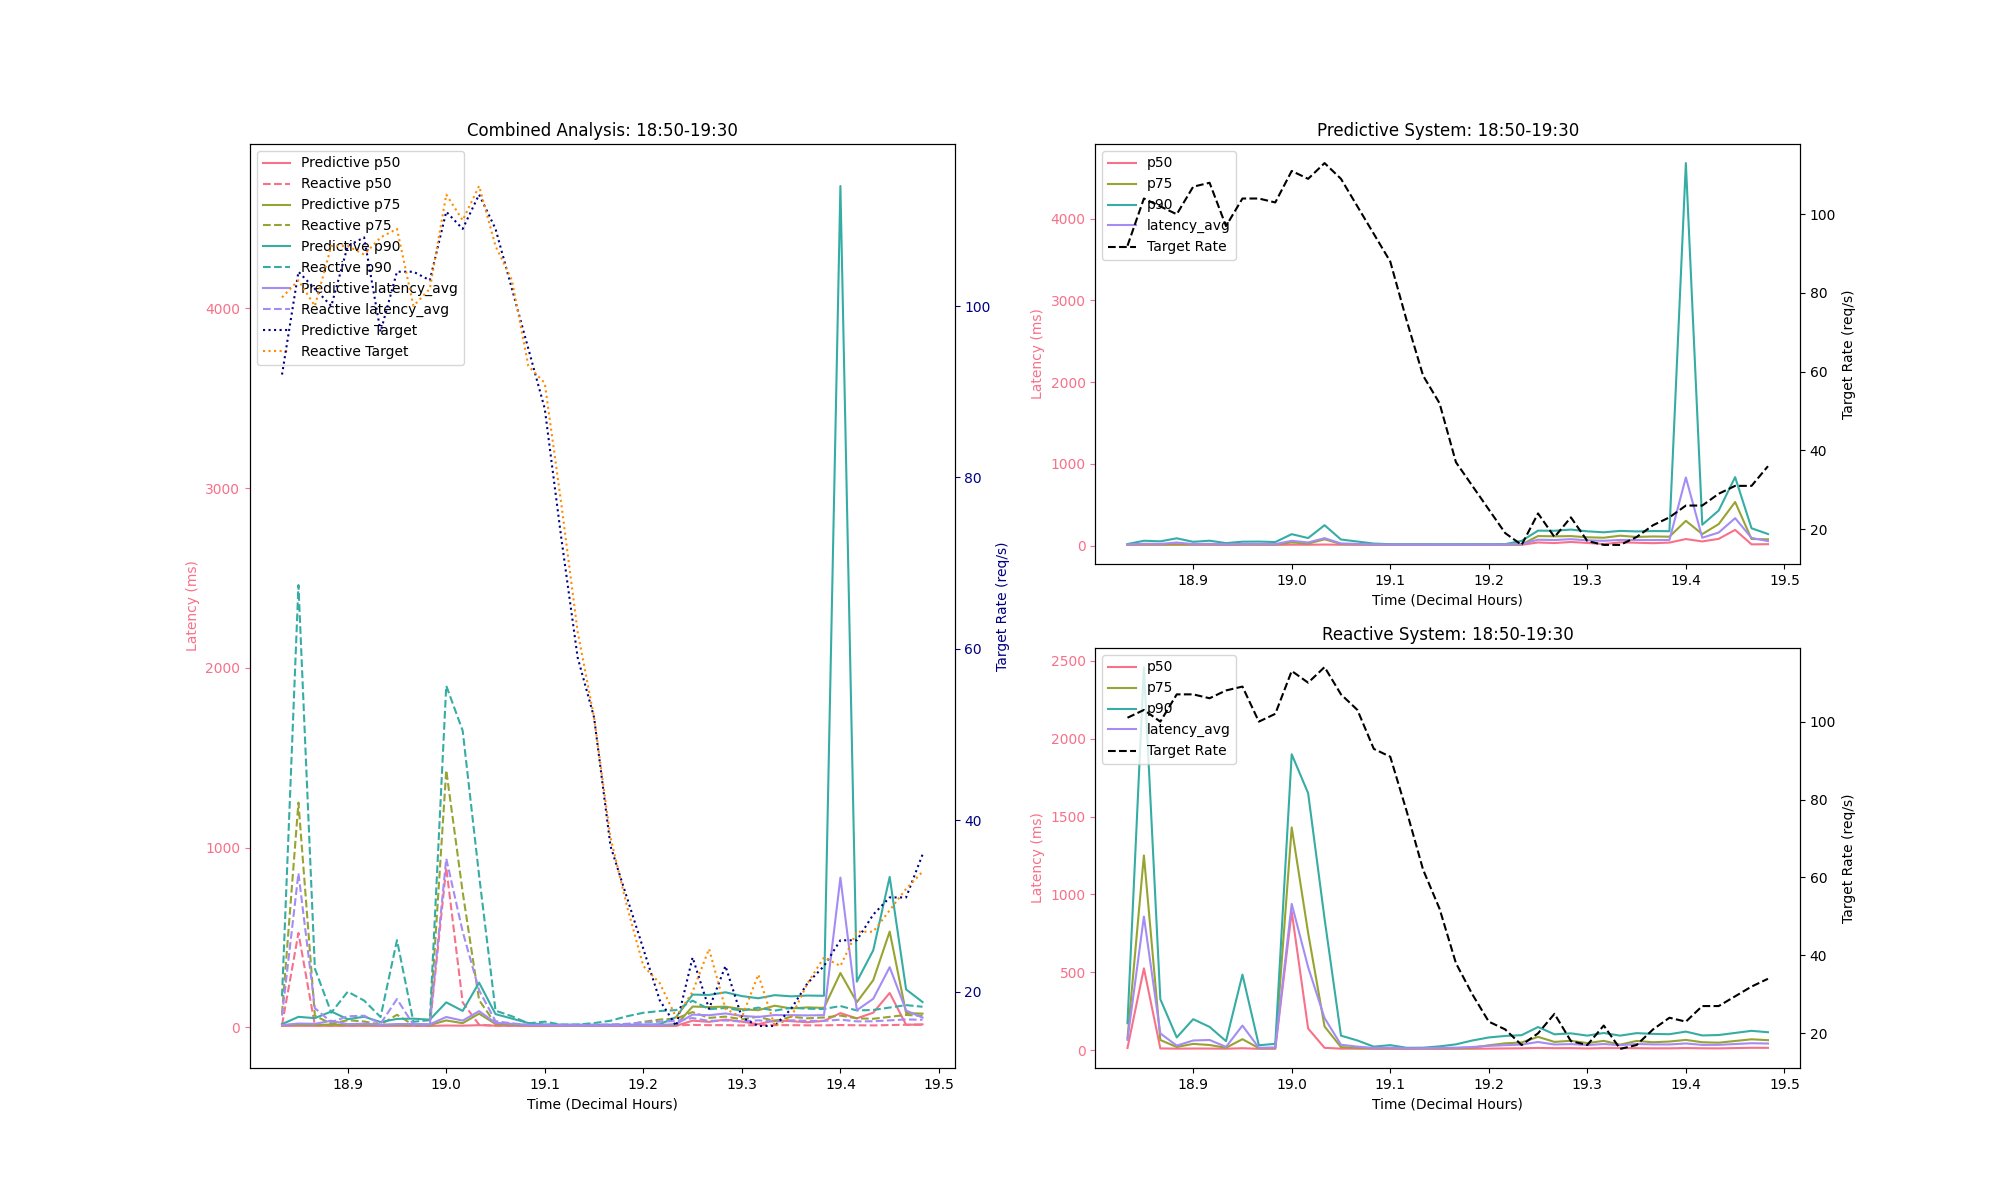 Combined Analysis: 18:50-19:30
Predictive p50
Reactive p50
Predictive p75
Reactive p75
Predictive p90
Reactive p90
Predictive latency_avg
Reactive latency_avg
Predictive Target
Reactive Target
4000
3000
2000
1000
0
Latency (ms)
100
80
60
40
20
Target Rate (req/s)
18.9 19.0 19.1 19.2 19.3 19.4 19.5
Time (Decimal Hours)
Predictive System: 18:50-19:30
p50
p75
p90
latency_avg
Target Rate
4000
3000
2000
1000
0
Latency (ms)
100
80
60
40
20
Target Rate (req/s)
18.9 19.0 19.1 19.2 19.3 19.4 19.5
Time (Decimal Hours)
Reactive System: 18:50-19:30
p50
p75
p90
latency_avg
Target Rate
2500
2000
1500
1000
500
0
Latency (ms)
100
80
60
40
20
Target Rate (req/s)
18.9 19.0 19.1 19.2 19.3 19.4 19.5
Time (Decimal Hours)